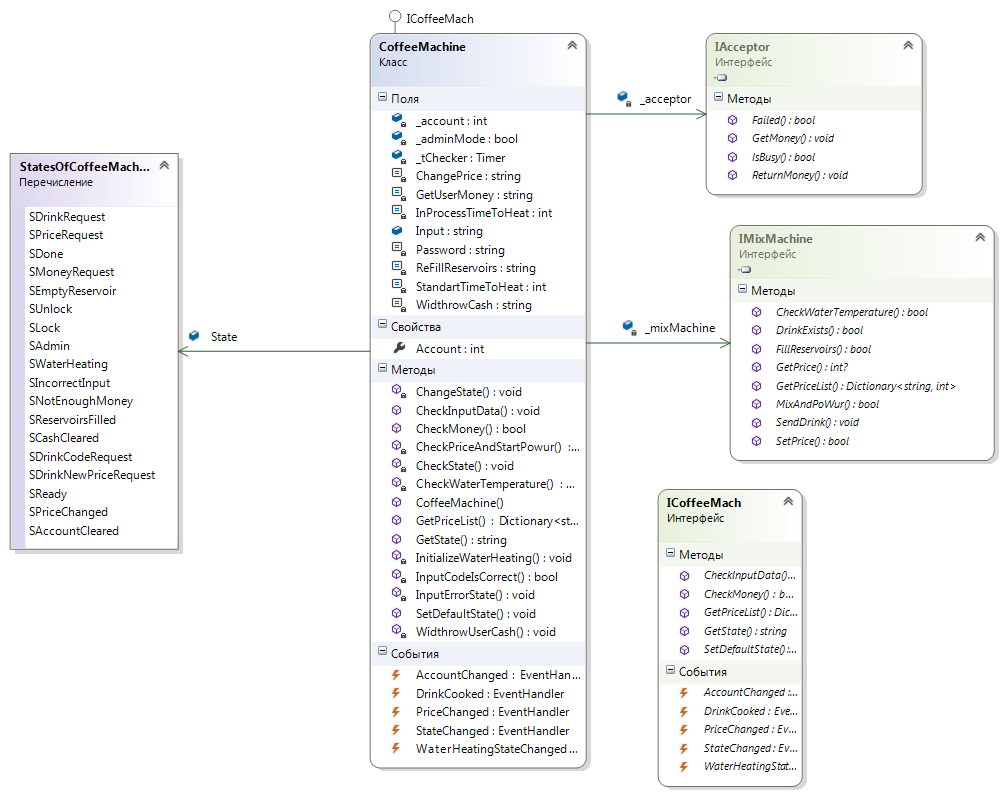 ICoffeeMach
CoffeeMachine
Класс
Поля
_account : int
_adminMode : bool
_tChecker : Timer
ChangePrice : string
GetUserMoney : string
InProcessTimeToHeat : int
Input : string
Password : string
ReFillReservoirs : string
StandartTimeToHeat : int
WidthrowCash : string
Свойства
Account : int
Методы
ChangeState() : void
CheckInputData() : void
CheckMoney() : bool
CheckPriceAndStartPowur() :...
CheckState() : void
CheckWaterTemperature() : ...
CoffeeMachine()
GetPriceList() : Dictionary<st...
GetState() : string
InitializeWaterHeating() : void
InputCodeIsCorrect() : bool
InputErrorState() : void
SetDefaultState() : void
WidthrowUserCash() : void
События
AccountChanged : EventHan...
DrinkCooked : EventHandler
PriceChanged : EventHandler
StateChanged : EventHandler
WaterHeatingStateChanged ...
StatesOfCoffeeMach...
Перечисление
SDrinkRequest
SPriceRequest
SDone
SMoneyRequest
SEmptyReservoir
SUnlock
SLock
SAdmin
SWaterHeating
SIncorrectInput
SNotEnoughMoney
SReservoirsFilled
SCashCleared
SDrinkCodeRequest
SDrinkNewPriceRequest
SReady
SPriceChanged
SAccountCleared
State
_acceptor
IAcceptor
Интерфейс
Методы
Failed() : bool
GetMoney() : void
IsBusy() : bool
ReturnMoney() : void
_mixMachine
IMixMachine
Интерфейс
Методы
CheckWaterTemperature() : bool
DrinkExists() : bool
FillReservoirs() : bool
GetPrice() : int?
GetPriceList() : Dictionary<string, int>
MixAndPoWur() : bool
SendDrink() : void
SetPrice() : bool
ICoffeeMach
Интерфейс
Методы
CheckInputData()...
CheckMoney() : b...
GetPriceList() : Dic...
GetState() : string
SetDefaultState() :...
События
AccountChanged :...
DrinkCooked : Eve...
PriceChanged : Ev...
StateChanged : Ev...
WaterHeatingStat...